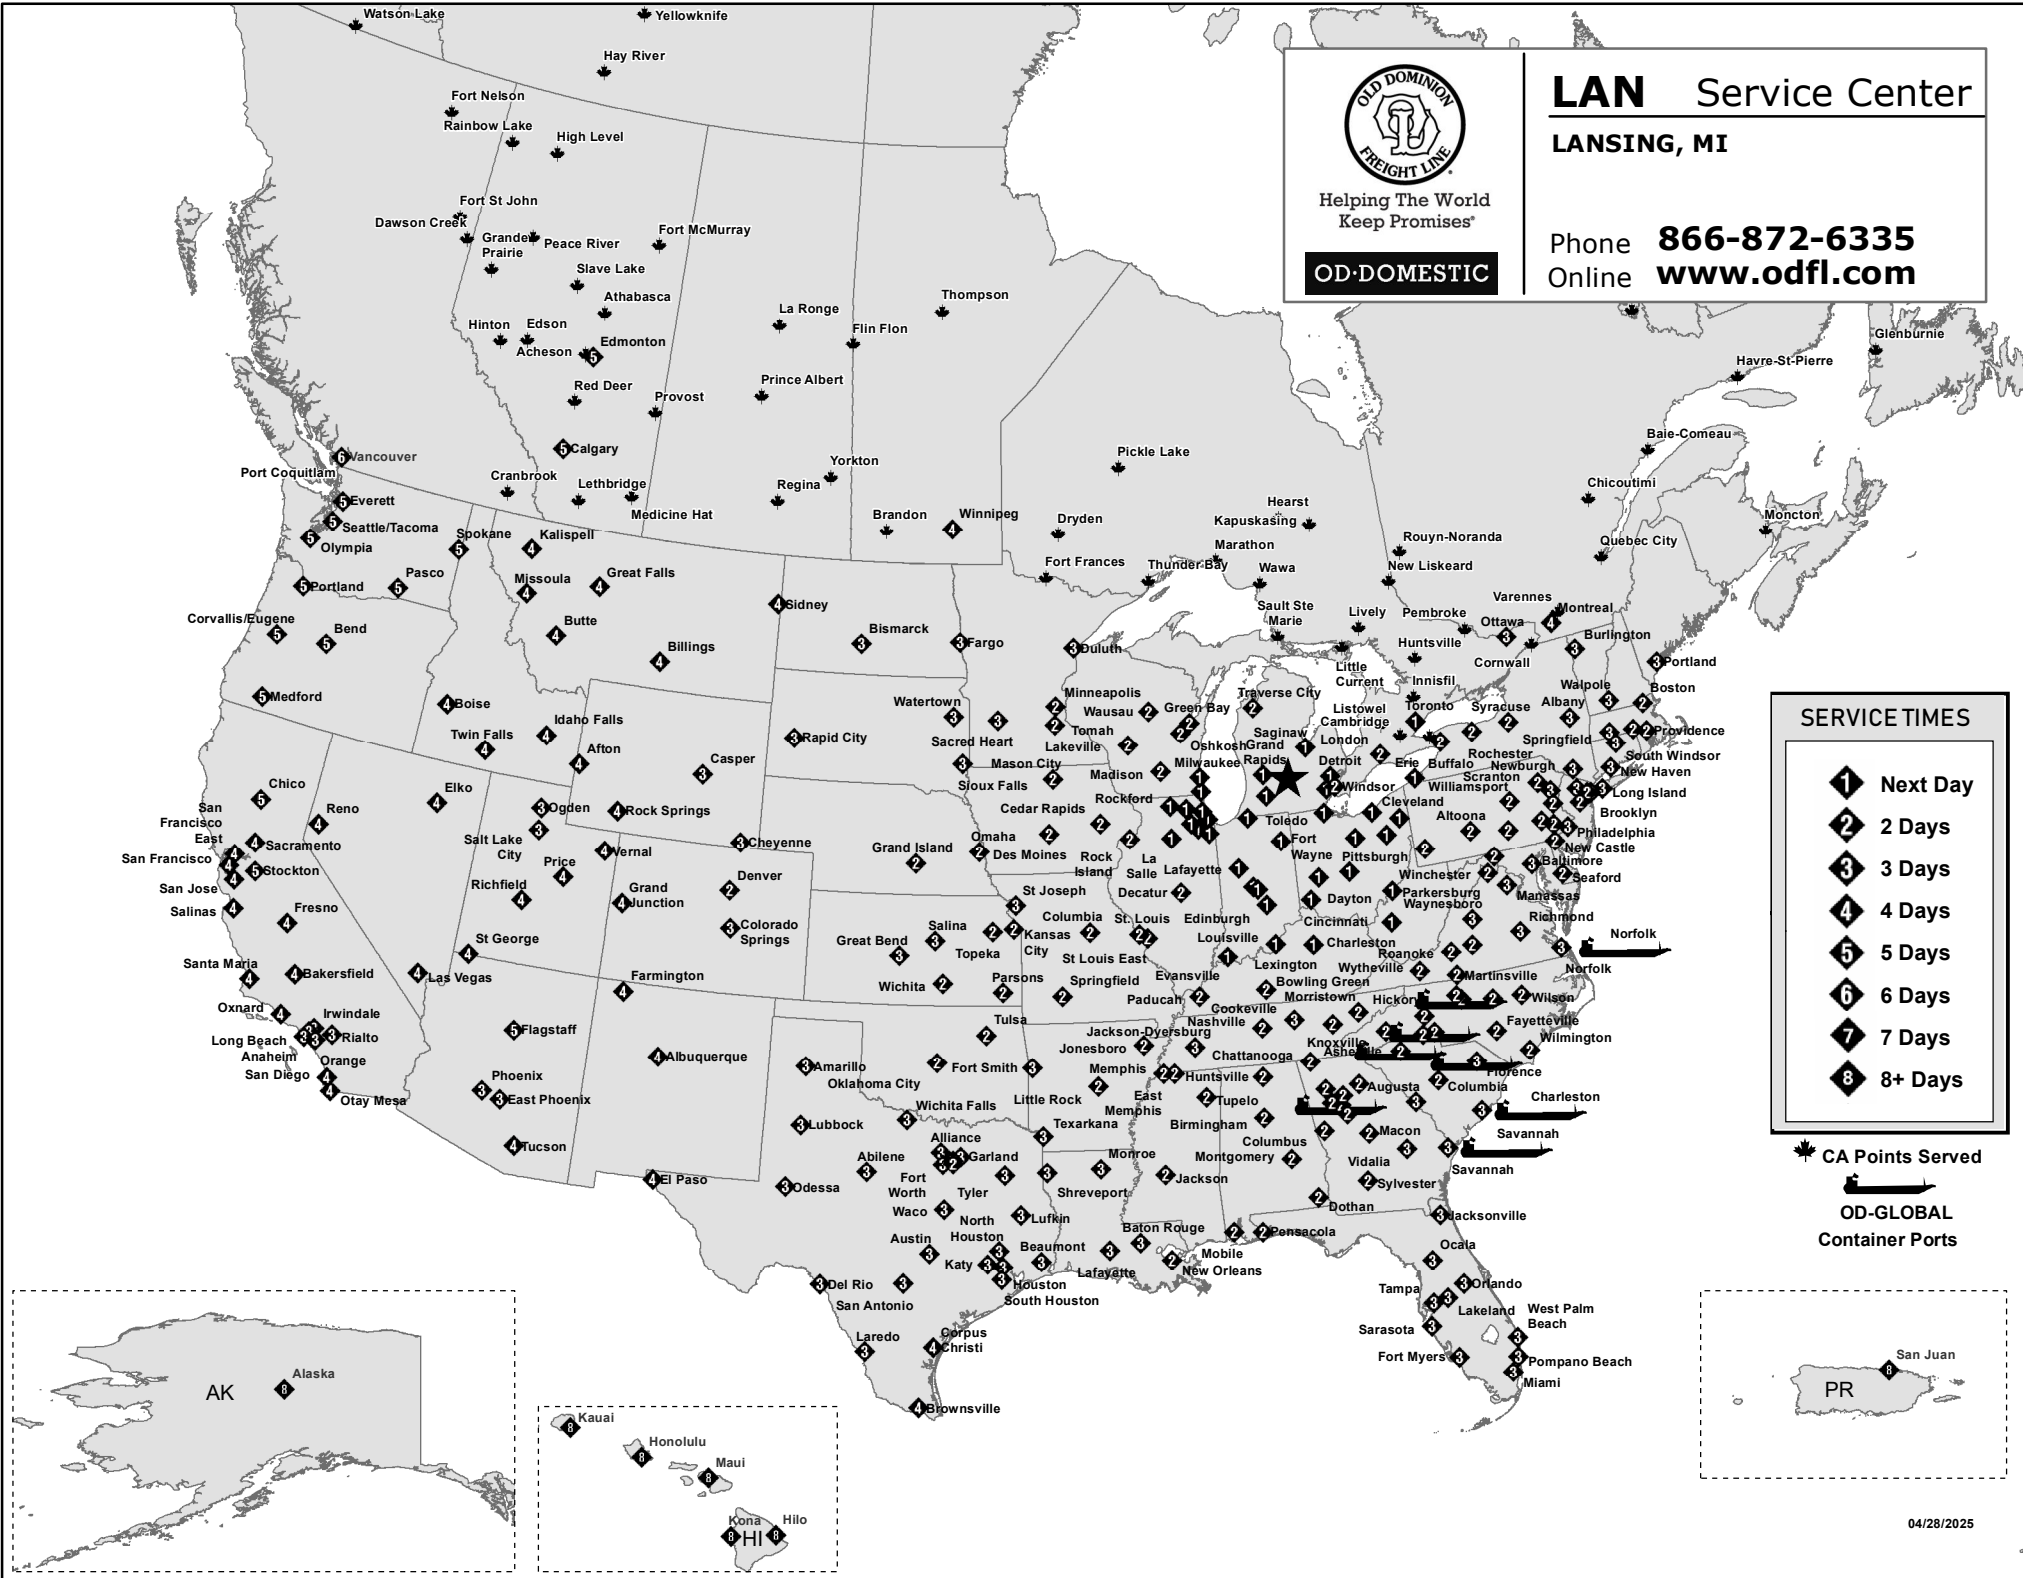 Watson Lake
Yellowknife
Hay River
Fort Nelson
Rainbow Lake
High Level
Fort St John
Dawson Creek
Grande
Prairie
Peace River
Fort McMurray
Slave Lake
Athabasca
Hinton
Edson
Acheson
Edmonton
La Ronge
Flin Flon
Thompson
Red Deer
Provost
Prince Albert
Calgary
Cranbrook
Lethbridge
Medicine Hat
Regina
Yorkton
Brandon
Winnipeg
Pickle Lake
Dryden
Fort Frances
Thunder Bay
Hearst
Kapuskasing
Marathon
Wawa
Sault Ste
Marie
Lively
Little
Current
Rouyn-Noranda
New Liskeard
Pembroke
Huntsville
Innisfil
Varennes
Montreal
Ottawa
Cornwall
Quebec City
Chicoutimi
Baie-Comeau
Havre-St-Pierre
Glenburnie
Moncton
OLD DOMINION
FREIGHT LINE
Helping The World
Keep Promises®
OD·DOMESTIC
LAN Service Center
LANSING, MI
Phone 866-872-6335
Online www.odfl.com
Vancouver
Port Coquitlam
Everett
Seattle/Tacoma
Olympia
Spokane
Portland
Pasco
Corvallis/Eugene
Bend
Medford
Kalispell
Missoula
Great Falls
Butte
Billings
Sidney
Bismarck
Fargo
Duluth
Boise
Twin Falls
Idaho Falls
Afton
Casper
Rapid City
Watertown
Sacred Heart
Sioux Falls
Mason City
Minneapolis
Lakeville
Wausau
Tomah
Green Bay
Oshkosh
Madison
Milwaukee
Traverse City
Saginaw
Grand
Rapids
Detroit
Windsor
London
Listowel
Cambridge
Toronto
Syracuse
Rochester
Buffalo
Erie
Burlington
Portland
Walpole
Boston
Albany
Springfield
Providence
South Windsor
New Haven
Newburgh
Scranton
Williamsport
Long Island
Brooklyn
Philadelphia
New Castle
Altoona
Cleveland
Toledo
Fort
Wayne
Pittsburgh
Baltimore
Seaford
Winchester
Manassas
Parkersburg
Waynesboro
Richmond
Norfolk
Norfolk
Chico
San
Francisco
East
San Francisco
Sacramento
Stockton
San Jose
Salinas
Fresno
Santa Maria
Bakersfield
Oxnard
Long Beach
Anaheim
Irwindale
Rialto
Orange
San Diego
Otay Mesa
Reno
Elko
Las Vegas
Ogden
Salt Lake
City
Price
Richfield
St George
Vernal
Rock Springs
Cheyenne
Denver
Grand
Junction
Colorado
Springs
Farmington
Flagstaff
Phoenix
East Phoenix
Tucson
Albuquerque
El Paso
Grand Island
Omaha
Des Moines
Cedar Rapids
Rock
Island
Rockford
La
Salle
Lafayette
Decatur
St Joseph
Kansas
City
Columbia
St. Louis
St Louis East
Salina
Great Bend
Topeka
Wichita
Parsons
Springfield
Edinburgh
Louisville
Evansville
Paducah
Dayton
Cincinnati
Lexington
Charleston
Roanoke
Wytheville
Martinsville
Bowling Green
Morristown
Cookeville
Nashville
Hickory
Wilson
Fayetteville
Wilmington
Knoxville
Asheville
Chattanooga
Jackson-Dyersburg
Jonesboro
Memphis
East
Memphis
Huntsville
Tupelo
Birmingham
Columbus
Montgomery
Augusta
Columbia
Florence
Charleston
Savannah
Savannah
Macon
Vidalia
Sylvester
Dothan
Tulsa
Oklahoma City
Fort Smith
Little Rock
Texarkana
Amarillo
Lubbock
Wichita Falls
Abilene
Odessa
Alliance
Garland
Fort
Worth
Tyler
Waco
Lufkin
North
Houston
Austin
Katy
Houston
South Houston
Beaumont
Del Rio
San Antonio
Laredo
Corpus
Christi
Brownsville
Shreveport
Monroe
Jackson
Baton Rouge
Lafayette
New Orleans
Mobile
Pensacola
Jacksonville
Ocala
Orlando
Tampa
Lakeland
Sarasota
Fort Myers
West Palm
Beach
Pompano Beach
Miami
SERVICE TIMES
1 Next Day
2 2 Days
3 3 Days
4 4 Days
5 5 Days
6 6 Days
7 7 Days
8 8+ Days
CA Points Served
OD-GLOBAL
Container Ports
AK
Alaska
8
Kauai
8
Honolulu
8
Maui
8
Kona
8
HI
Hilo
8
PR
San Juan
8
04/28/2025